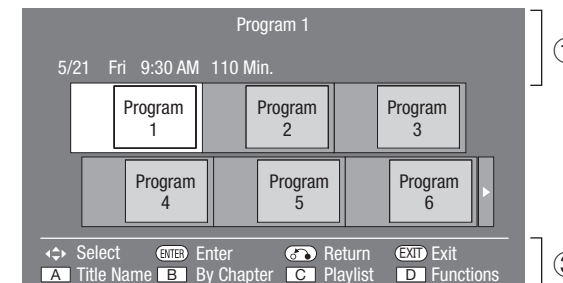 Program 1
5/21 Fri 9:30 AM 110 Min.
Program 1
Program 2
Program 3
Program 4
Program 5
Program 6
Select ENTER Enter Return EXIT Exit
A Title Name B By Chapter C Playlist D Functions